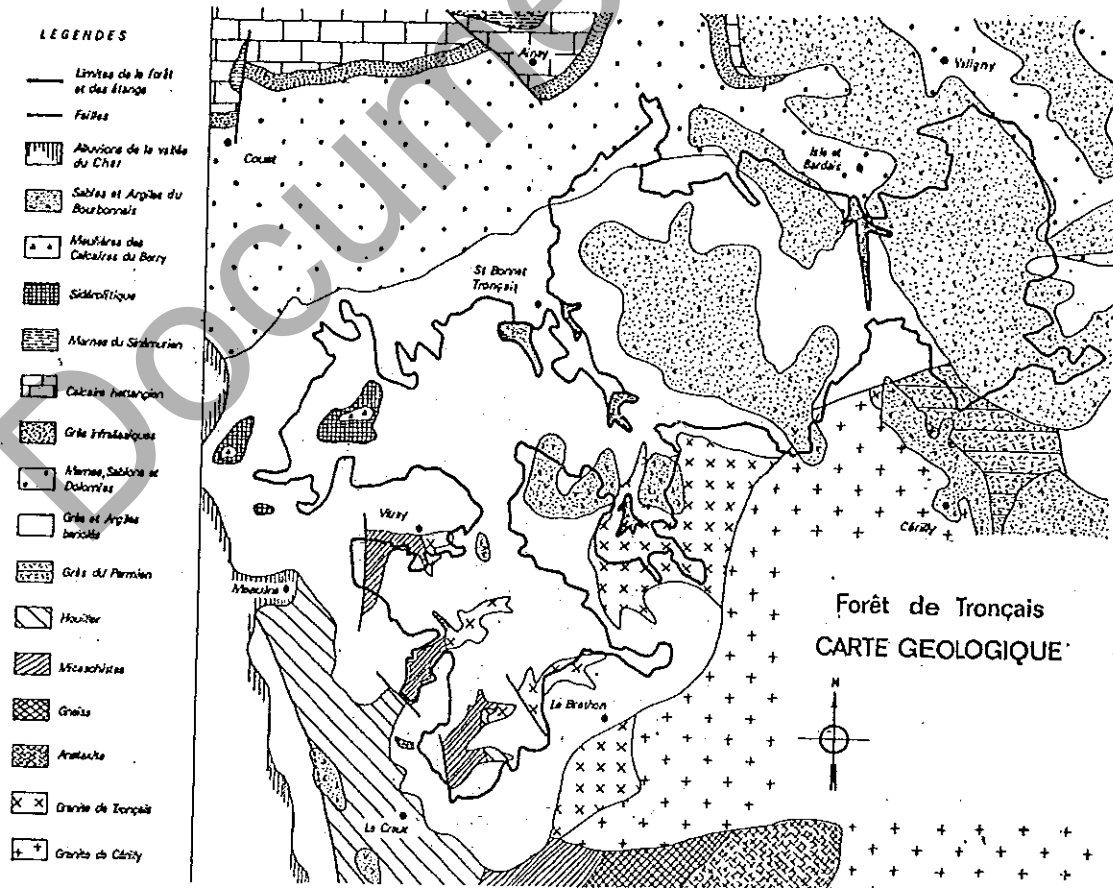 LEGENDES
Limites de la forêt
et des étangs
Failles
Alluvions de la vallée
du Cher
Sables et Argiles du
Bourbonnais
Meulières des
Calcaires du Berry
Sidérolitique
Marnes du Sinémurien
Calcaire hettangien
Grès infraliasiques
Marnes, Sablons et
Dolomies
Grès et Argiles
bariolés
Grès du Permien
Houiller
Micaschistes
Gneiss
Anatexite
Granite de Tronçais
Granite de Cérilly
Ainay
Valigny
Coust
Isle et
Bardais
St Bonnet
Tronçais
Vitray
Cérilly
Meaulne
Le Brethon
La Croux
Forêt de Tronçais
CARTE GEOLOGIQUE
N
Docume